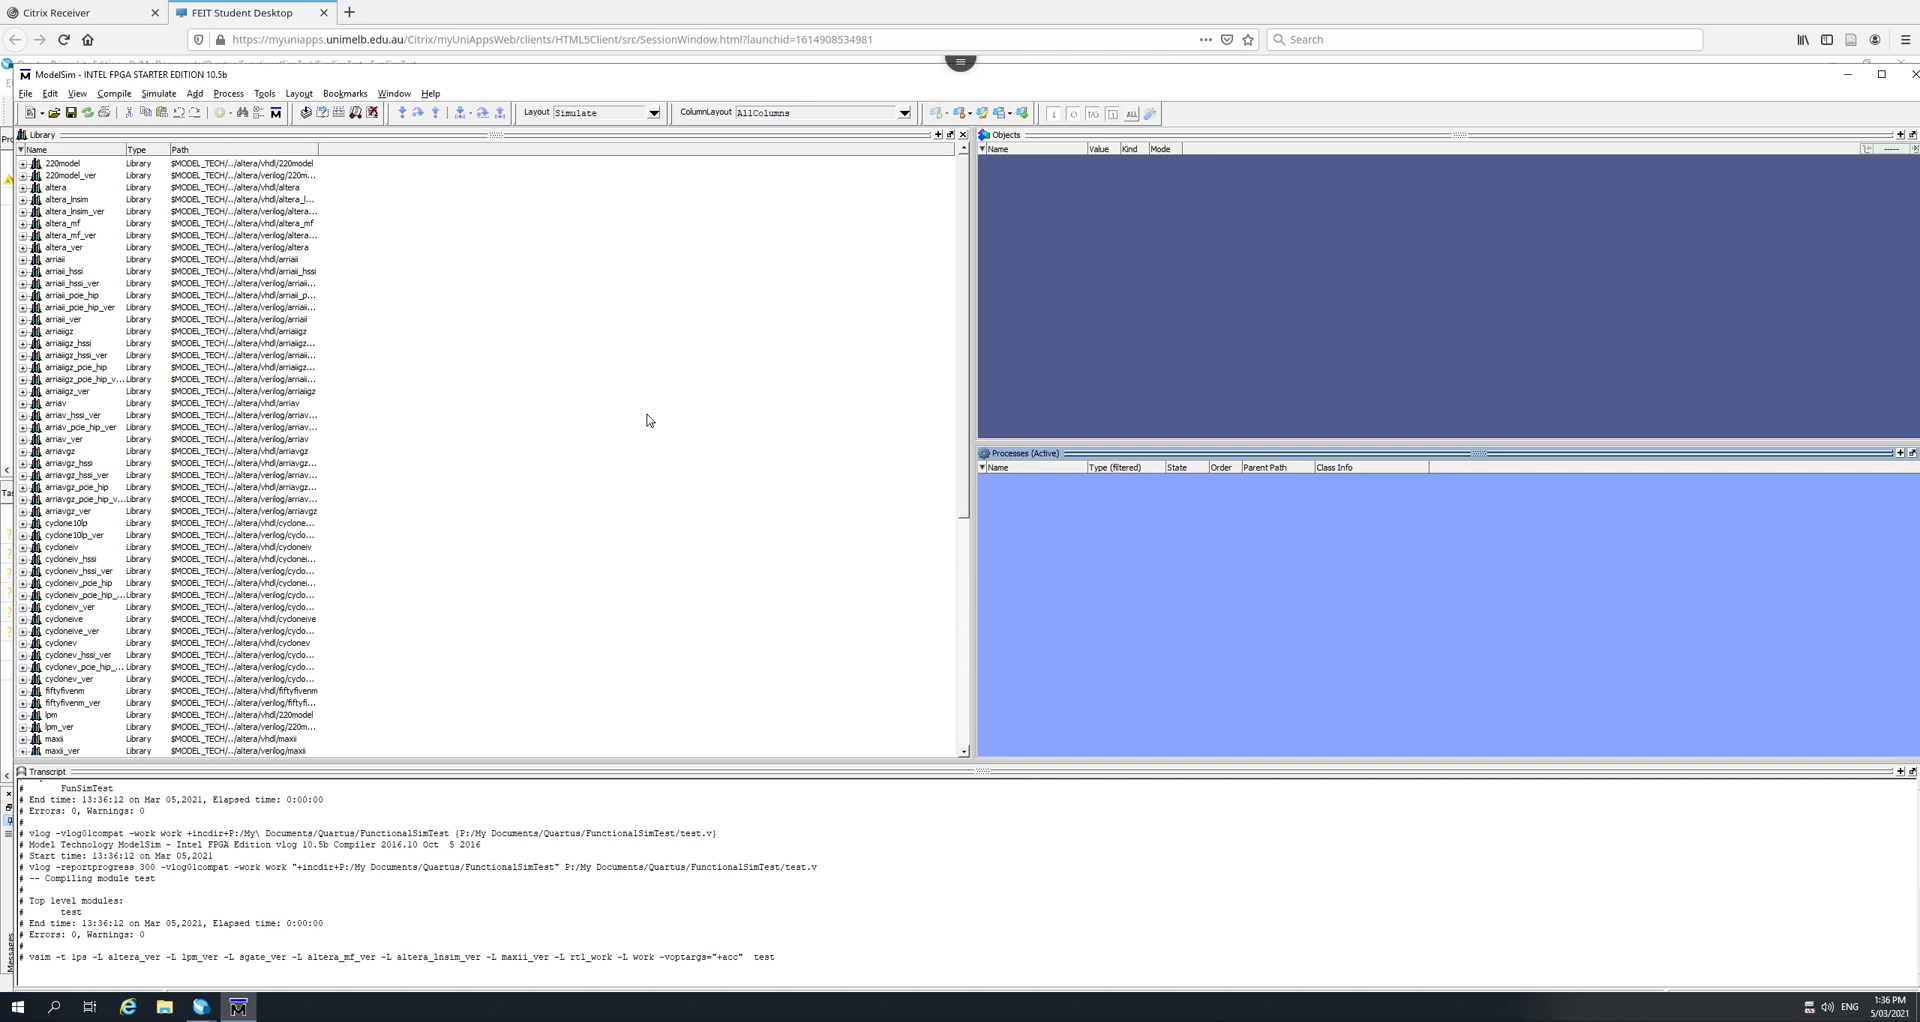 Citrix Receiver
FEIT Student Desktop
https://myuniapps.unimelb.edu.au/Citrix/myUniAppsWeb/clients/HTML5Client/src/SessionWindow.html?launchid=1614908534981
Search
ModelSim - INTEL FPGA STARTER EDITION 10.5b
File Edit View Compile Simulate Add Process Tools Layout Bookmarks Window Help
Layout Simulate
ColumnLayout AllColumns
Library
Name Type Path
220model Library $MODEL_TECH/../altera/vhdl/220model
220model_ver Library $MODEL_TECH/../altera/verilog/220m...
altera Library $MODEL_TECH/../altera/vhdl/altera
altera_lnsim Library $MODEL_TECH/../altera/vhdl/altera_l...
altera_lnsim_ver Library $MODEL_TECH/../altera/verilog/altera...
altera_mf Library $MODEL_TECH/../altera/vhdl/altera_mf
altera_mf_ver Library $MODEL_TECH/../altera/verilog/altera...
altera_ver Library $MODEL_TECH/../altera/verilog/altera
arriaii Library $MODEL_TECH/../altera/vhdl/arriaii
arriaii_hssi Library $MODEL_TECH/../altera/vhdl/arriaii_hssi
arriaii_hssi_ver Library $MODEL_TECH/../altera/verilog/arriaii...
arriaii_pcie_hip Library $MODEL_TECH/../altera/vhdl/arriaii_p...
arriaii_pcie_hip_ver Library $MODEL_TECH/../altera/verilog/arriaii...
arriaii_ver Library $MODEL_TECH/../altera/verilog/arriaii
arriaiigz Library $MODEL_TECH/../altera/vhdl/arriaiigz
arriaiigz_hssi Library $MODEL_TECH/../altera/vhdl/arriaiigz...
arriaiigz_hssi_ver Library $MODEL_TECH/../altera/verilog/arriaii...
arriaiigz_pcie_hip Library $MODEL_TECH/../altera/vhdl/arriaiigz...
arriaiigz_pcie_hip_v... Library $MODEL_TECH/../altera/verilog/arriaii...
arriaiigz_ver Library $MODEL_TECH/../altera/verilog/arriaiigz
arriav Library $MODEL_TECH/../altera/vhdl/arriav
arriav_hssi_ver Library $MODEL_TECH/../altera/verilog/arriav...
arriav_pcie_hip_ver Library $MODEL_TECH/../altera/verilog/arriav...
arriav_ver Library $MODEL_TECH/../altera/verilog/arriav
arriavgz Library $MODEL_TECH/../altera/vhdl/arriavgz
arriavgz_hssi Library $MODEL_TECH/../altera/vhdl/arriavgz...
arriavgz_hssi_ver Library $MODEL_TECH/../altera/verilog/arriav...
arriavgz_pcie_hip Library $MODEL_TECH/../altera/vhdl/arriavgz...
arriavgz_pcie_hip_v... Library $MODEL_TECH/../altera/verilog/arriav...
arriavgz_ver Library $MODEL_TECH/../altera/verilog/arriavgz
cyclone10lp Library $MODEL_TECH/../altera/vhdl/cyclone...
cyclone10lp_ver Library $MODEL_TECH/../altera/verilog/cyclo...
cycloneiv Library $MODEL_TECH/../altera/vhdl/cycloneiv
cycloneiv_hssi Library $MODEL_TECH/../altera/vhdl/cyclonei...
cycloneiv_hssi_ver Library $MODEL_TECH/../altera/verilog/cyclo...
cycloneiv_pcie_hip Library $MODEL_TECH/../altera/vhdl/cyclonei...
cycloneiv_pcie_hip_... Library $MODEL_TECH/../altera/verilog/cyclo...
cycloneiv_ver Library $MODEL_TECH/../altera/verilog/cyclo...
cycloneive Library $MODEL_TECH/../altera/vhdl/cycloneive
cycloneive_ver Library $MODEL_TECH/../altera/verilog/cyclo...
cyclonev Library $MODEL_TECH/../altera/vhdl/cyclonev
cyclonev_hssi_ver Library $MODEL_TECH/../altera/verilog/cyclo...
cyclonev_pcie_hip_... Library $MODEL_TECH/../altera/verilog/cyclo...
cyclonev_ver Library $MODEL_TECH/../altera/verilog/cyclo...
fiftyfivenm Library $MODEL_TECH/../altera/vhdl/fiftyfivenm
fiftyfivenm_ver Library $MODEL_TECH/../altera/verilog/fiftyfi...
lpm Library $MODEL_TECH/../altera/vhdl/220model
lpm_ver Library $MODEL_TECH/../altera/verilog/220m...
maxii Library $MODEL_TECH/../altera/vhdl/maxii
maxii_ver Library $MODEL_TECH/../altera/verilog/maxii
Objects
Name Value Kind Mode
Processes (Active)
Name Type (filtered) State Order Parent Path Class Info
Transcript
# FunSimTest
# End time: 13:36:12 on Mar 05,2021, Elapsed time: 0:00:00
# Errors: 0, Warnings: 0
#
# vlog -vlog01compat -work work +incdir+P:/My\ Documents/Quartus/FunctionalSimTest {P:/My Documents/Quartus/FunctionalSimTest/test.v}
# Model Technology ModelSim - Intel FPGA Edition vlog 10.5b Compiler 2016.10 Oct 5 2016
# Start time: 13:36:12 on Mar 05,2021
# vlog -reportprogress 300 -vlog01compat -work work "+incdir+P:/My Documents/Quartus/FunctionalSimTest" P:/My Documents/Quartus/FunctionalSimTest/test.v
# -- Compiling module test
#
# Top level modules:
# test
# End time: 13:36:12 on Mar 05,2021, Elapsed time: 0:00:00
# Errors: 0, Warnings: 0
#
# vsim -t 1ps -L altera_ver -L lpm_ver -L sgate_ver -L altera_mf_ver -L altera_lnsim_ver -L maxii_ver -L rtl_work -L work -voptargs="+acc" test
Messages
ENG
1:36 PM
5/03/2021